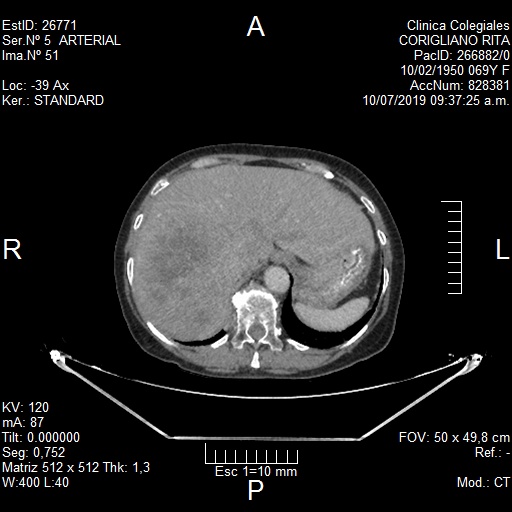 EstID: 26771
Ser.Nº 5 ARTERIAL
Ima.Nº 51
Loc: -39 Ax
Ker.: STANDARD
A
Clinica Colegiales
CORIGLIANO RITA
PacID: 266882/0
10/02/1950 069Y F
AccNum: 828381
10/07/2019 09:37:25 a.m.
R
L
KV: 120
mA: 87
Tilt: 0.000000
Seg: 0,752
Matriz 512 x 512 Thk: 1,3
W:400 L:40
Esc 1=10 mm
P
FOV: 50 x 49,8 cm
Ref.: -
Mod.: CT